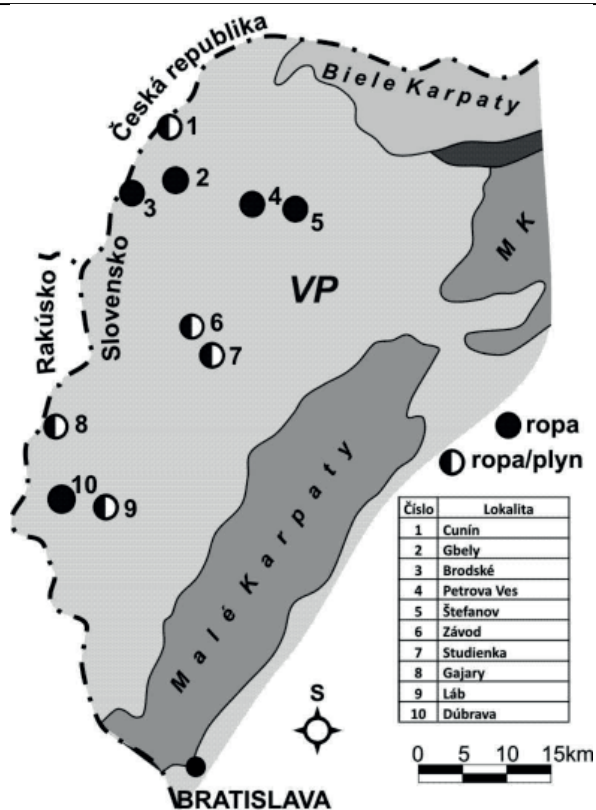 Česká republika
Biele Karpaty
1
2
3
4
5
M K
Rakúsko
Slovensko
VP
6
7
8
ropa
ropa/plyn
10
9
Malé Karpaty
Číslo Lokalita
1 Cunín
2 Gbely
3 Brodské
4 Petrova Ves
5 Štefanov
6 Závod
7 Studienka
8 Gajary
9 Láb
10 Dúbrava
S
0 5 10 15km
BRATISLAVA